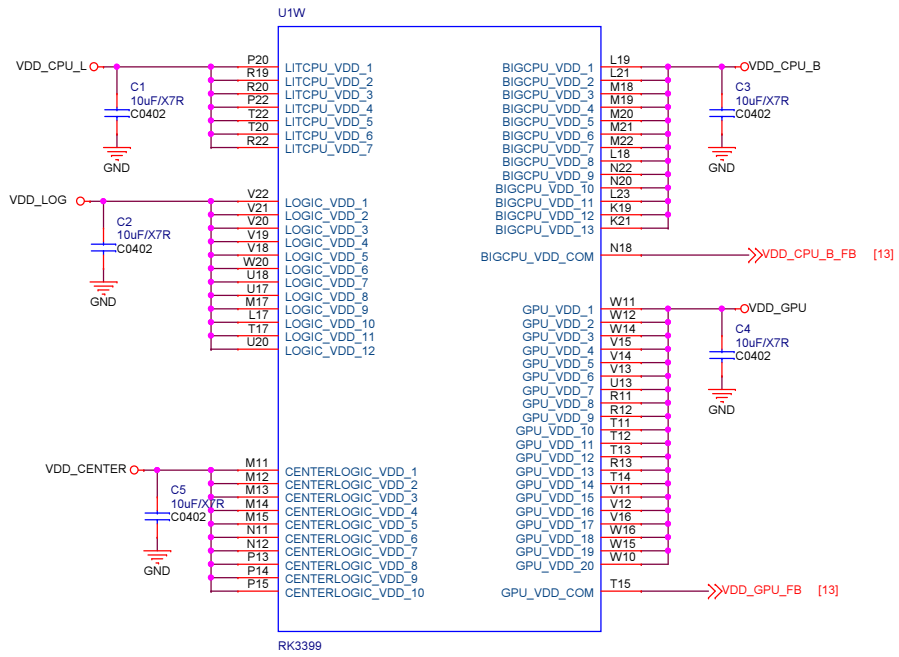 U1W
VDD_CPU_L
C1
10uF/X7R
C0402
GND
P20 LITCPU_VDD_1
R19 LITCPU_VDD_2
R20 LITCPU_VDD_3
P22 LITCPU_VDD_4
T22 LITCPU_VDD_5
T20 LITCPU_VDD_6
R22 LITCPU_VDD_7
VDD_LOG
C2
10uF/X7R
C0402
GND
V22 LOGIC_VDD_1
V21 LOGIC_VDD_2
V20 LOGIC_VDD_3
V19 LOGIC_VDD_4
V18 LOGIC_VDD_5
W20 LOGIC_VDD_6
U18 LOGIC_VDD_7
U17 LOGIC_VDD_8
M17 LOGIC_VDD_9
L17 LOGIC_VDD_10
T17 LOGIC_VDD_11
U20 LOGIC_VDD_12
VDD_CENTER
C5
10uF/X7R
C0402
GND
M11 CENTERLOGIC_VDD_1
M12 CENTERLOGIC_VDD_2
M13 CENTERLOGIC_VDD_3
M14 CENTERLOGIC_VDD_4
M15 CENTERLOGIC_VDD_5
N11 CENTERLOGIC_VDD_6
N12 CENTERLOGIC_VDD_7
P13 CENTERLOGIC_VDD_8
P14 CENTERLOGIC_VDD_9
P15 CENTERLOGIC_VDD_10
BIGCPU_VDD_1 L19
BIGCPU_VDD_2 L21
BIGCPU_VDD_3 M18
BIGCPU_VDD_4 M19
BIGCPU_VDD_5 M20
BIGCPU_VDD_6 M21
BIGCPU_VDD_7 M22
BIGCPU_VDD_8 L18
BIGCPU_VDD_9 N22
BIGCPU_VDD_10 N20
BIGCPU_VDD_11 L23
BIGCPU_VDD_12 K19
BIGCPU_VDD_13 K21
VDD_CPU_B
C3
10uF/X7R
C0402
GND
BIGCPU_VDD_COM N18 VDD_CPU_B_FB [13]
GPU_VDD_1 W11
GPU_VDD_2 W12
GPU_VDD_3 W14
GPU_VDD_4 V15
GPU_VDD_5 V14
GPU_VDD_6 V13
GPU_VDD_7 U13
GPU_VDD_8 R11
GPU_VDD_9 R12
GPU_VDD_10 T11
GPU_VDD_11 T12
GPU_VDD_12 T13
GPU_VDD_13 R13
GPU_VDD_14 T14
GPU_VDD_15 V11
GPU_VDD_16 V12
GPU_VDD_17 V16
GPU_VDD_18 W16
GPU_VDD_19 W15
GPU_VDD_20 W10
VDD_GPU
C4
10uF/X7R
C0402
GND
GPU_VDD_COM T15 VDD_GPU_FB [13]
RK3399